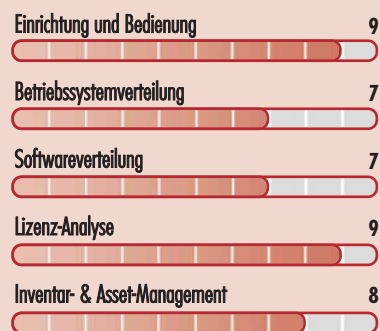 Einrichtung und Bedienung 9
Betriebssystemverteilung 7
Softwareverteilung 7
Lizenz-Analyse 9
Inventar- & Asset-Management 8